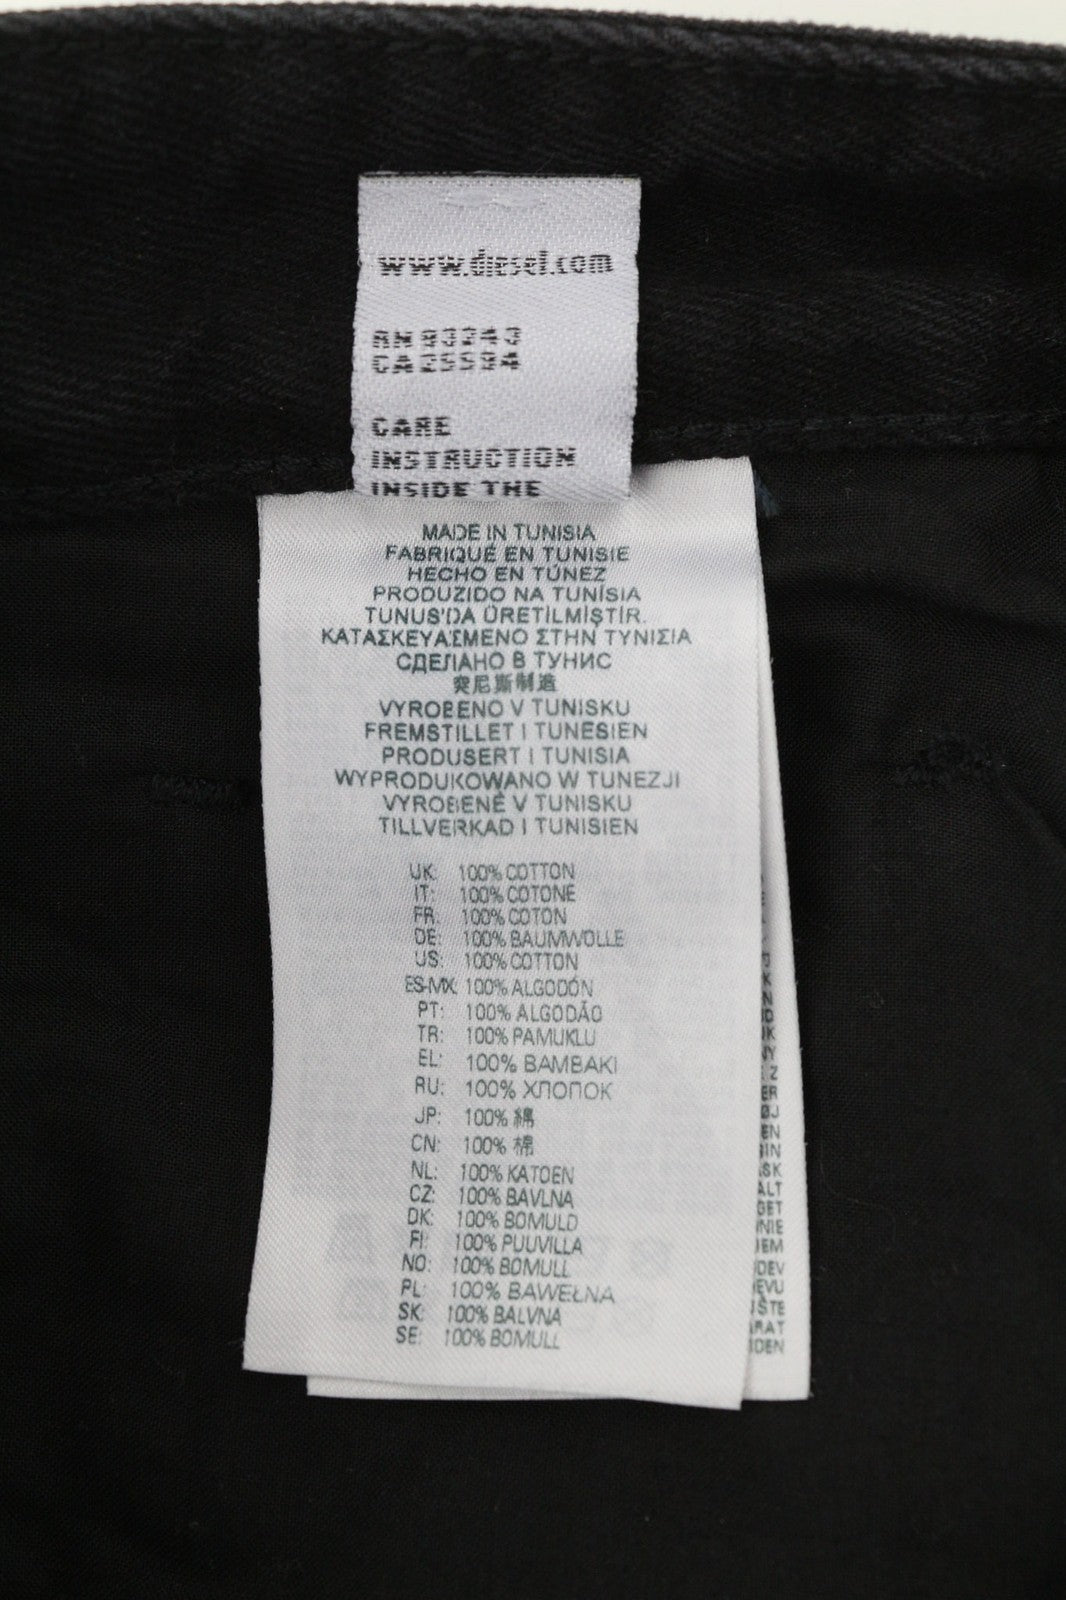 www.diesel.com
RN 93243
CA 25594
CARE
INSTRUCTION
INSIDE THE
MADE IN TUNISIA
FABRIQUÉ EN TUNISIE
HECHO EN TÚNEZ
PRODUZIDO NA TUNÍSIA
TUNUS'DA ÜRETİLMİŞTİR.
ΚΑΤΑΣΚΕΥΑΣΜΕΝΟ ΣΤΗΝ ΤΥΝΙΣΙΑ
СДЕЛАНО В ТУНИС
突尼斯制造
VYROBENO V TUNISKU
FREMSTILLET I TUNESIEN
PRODUSERT I TUNISIA
WYPRODUKOWANO W TUNEZJI
VYROBENÉ V TUNISKU
TILLVERKAD I TUNISIEN
UK: 100% COTTON
IT: 100% COTONE
FR: 100% COTON
DE: 100% BAUMWOLLE
US: 100% COTTON
ES-MX: 100% ALGODÓN
PT: 100% ALGODÃO
TR: 100% PAMUKLU
EL: 100% ΒΑΜΒΑΚΙ
RU: 100% ХЛОПОК
JP: 100% 綿
CN: 100% 棉
NL: 100% KATOEN
CZ: 100% BAVLNA
DK: 100% BOMULD
FI: 100% PUUVILLA
NO: 100% BOMULL
PL: 100% BAWEŁNA
SK: 100% BALVNA
SE: 100% BOMULL